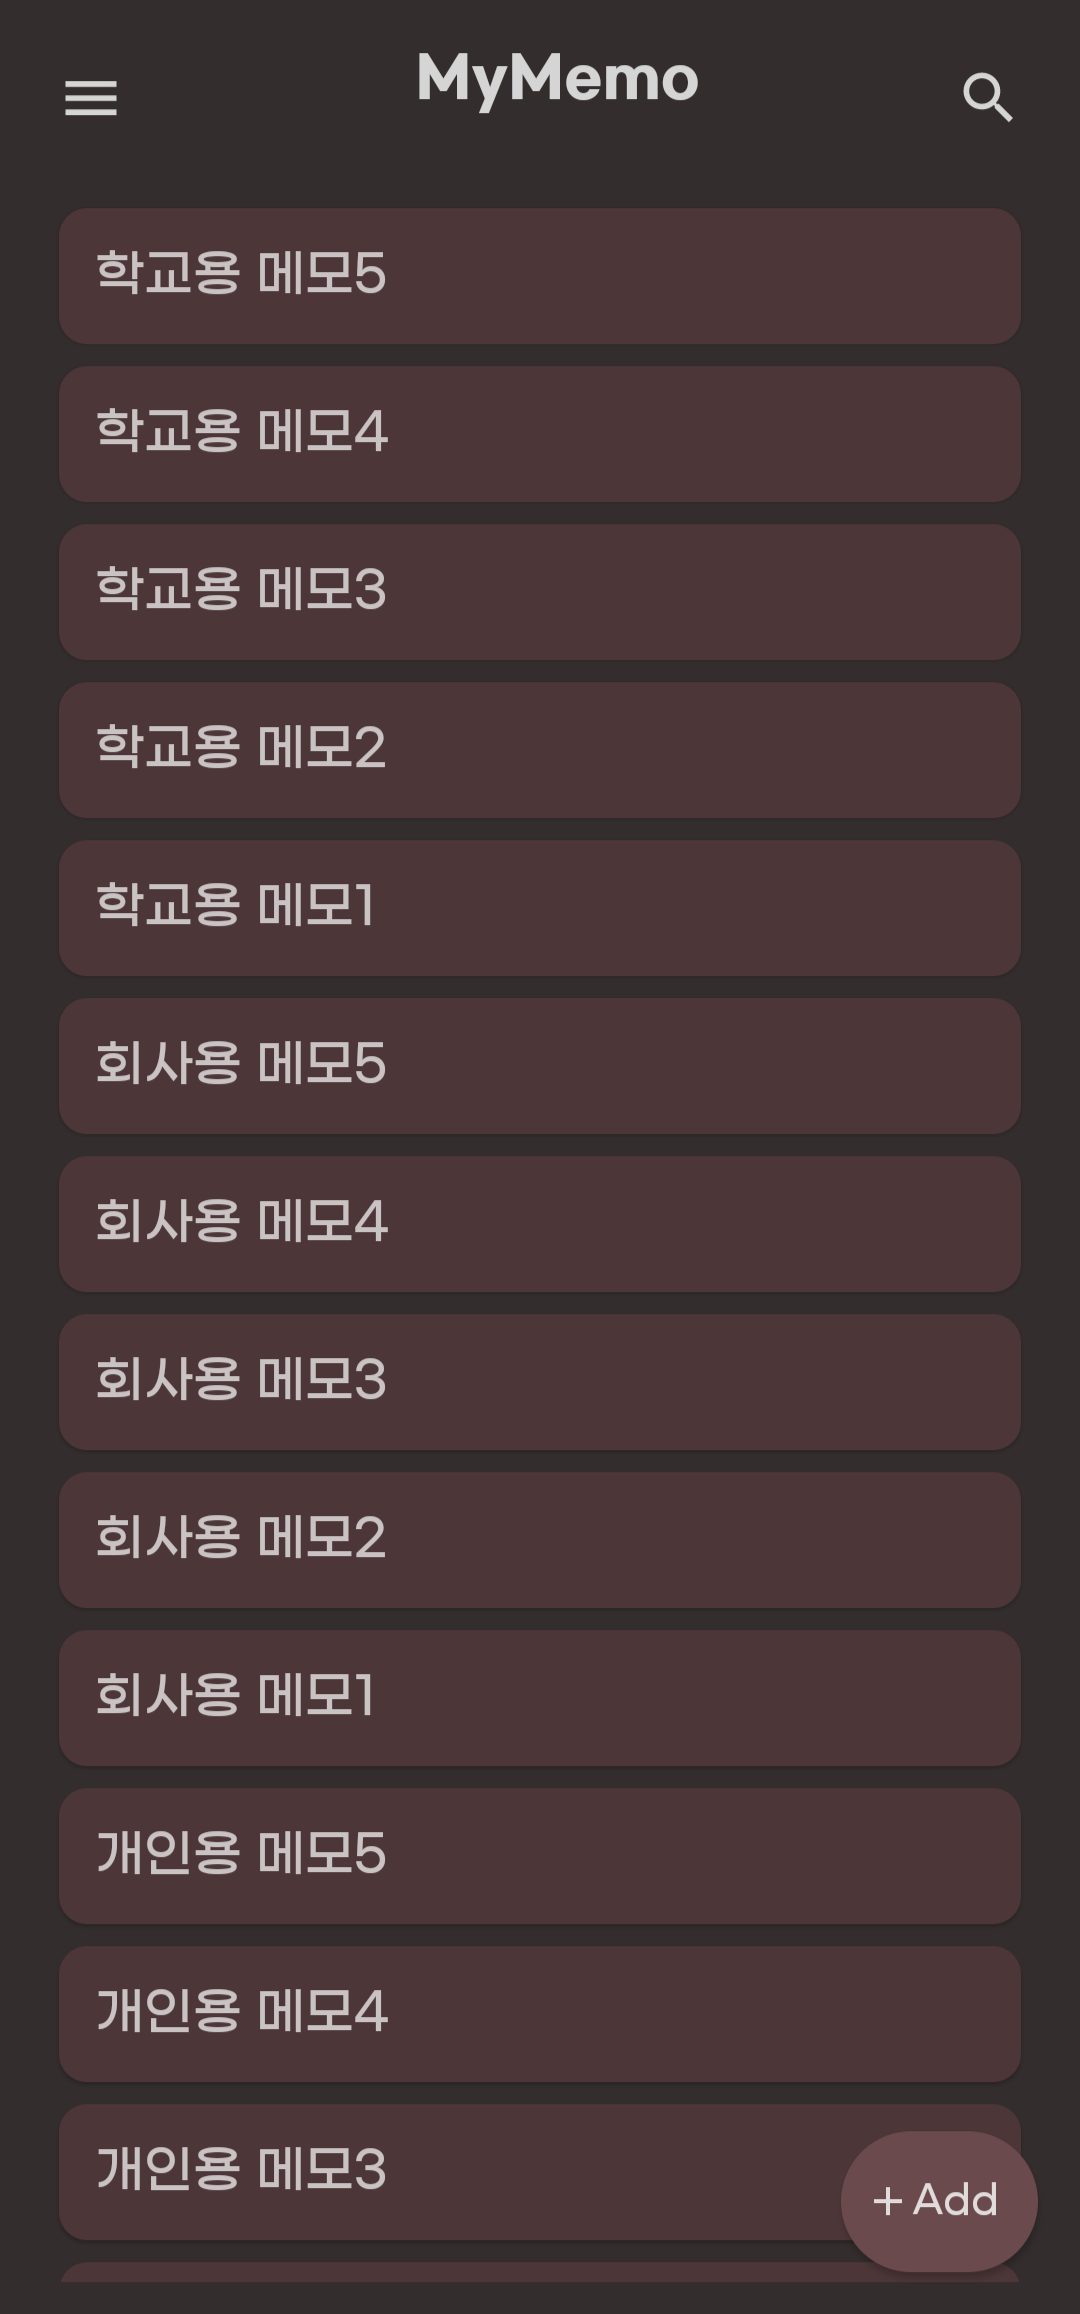 MyMemo
학교용 메모5
학교용 메모4
학교용 메모3
학교용 메모2
학교용 메모1
회사용 메모5
회사용 메모4
회사용 메모3
회사용 메모2
회사용 메모1
개인용 메모5
개인용 메모4
개인용 메모3
+ Add